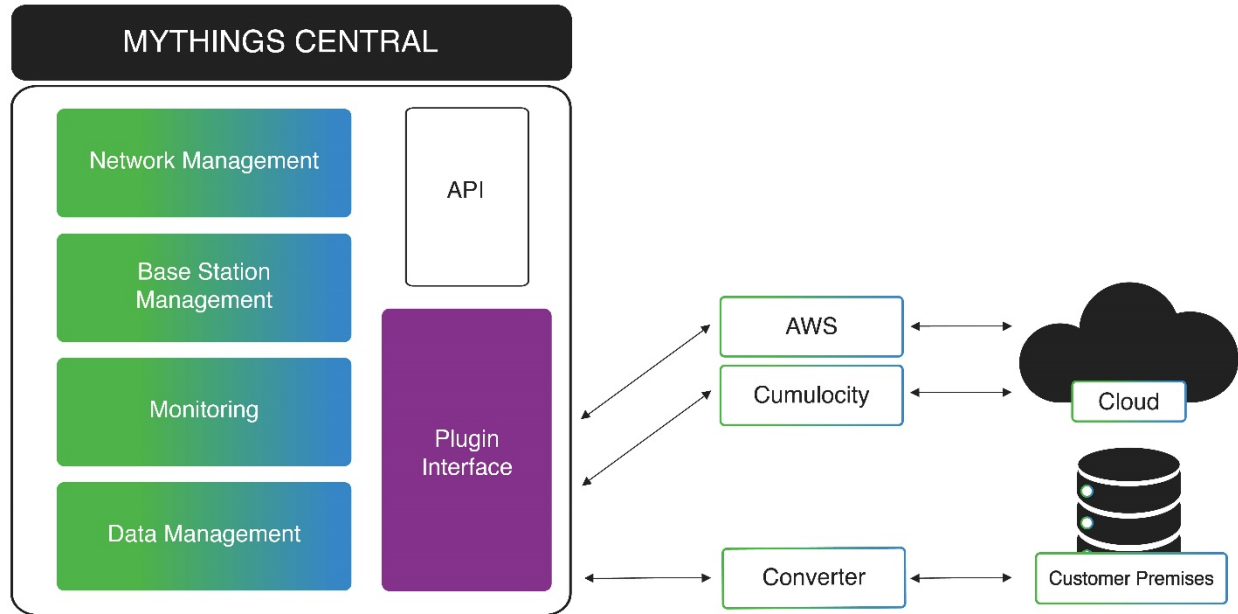 MYTHINGS CENTRAL
Network Management
API
Base Station
Management
AWS
Cumulocity
Cloud
Monitoring
Plugin
Interface
Data Management
Converter
Customer Premises